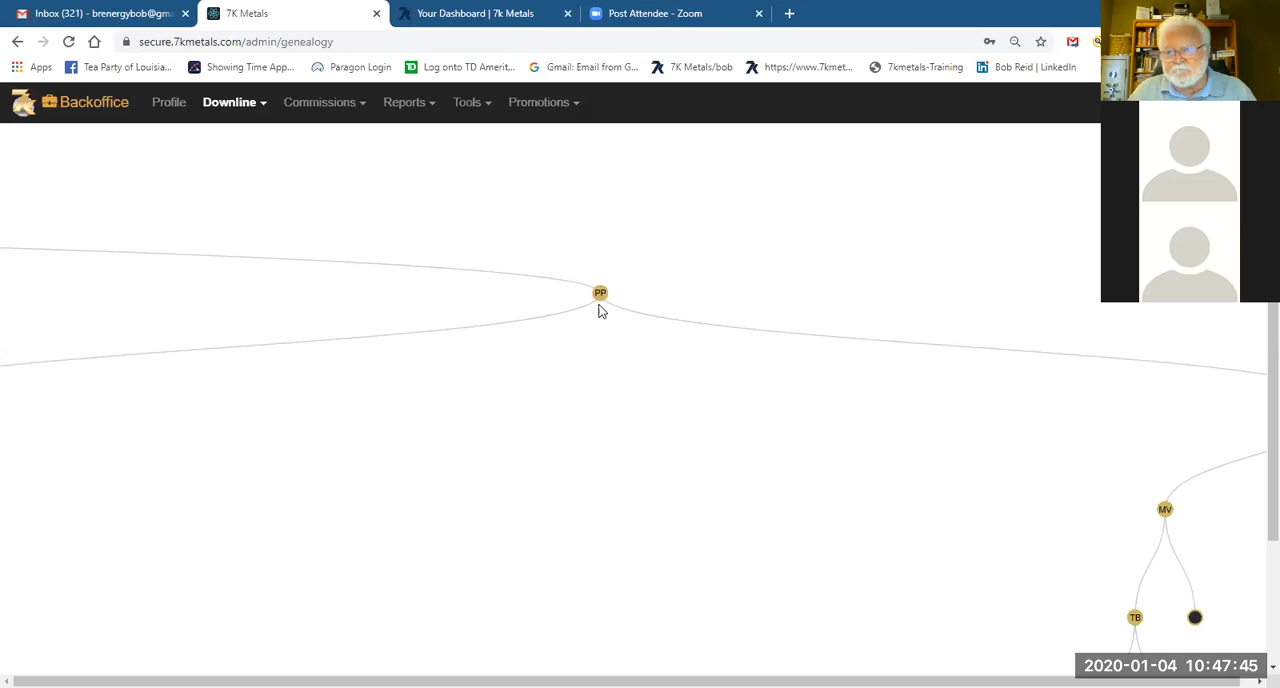 Inbox (321) - brenergybob@gma
7K Metals
Your Dashboard | 7k Metals
Post Attendee - Zoom
secure.7kmetals.com/admin/genealogy
Apps
Tea Party of Louisia...
Showing Time App...
Paragon Login
Log onto TD Amerit...
Gmail: Email from G...
7K Metals/bob
https://www.7kmet...
7kmetals-Training
Bob Reid | LinkedIn
Backoffice
Profile
Downline
Commissions
Reports
Tools
Promotions
PP
MV
TB
2020-01-04 10:47:45